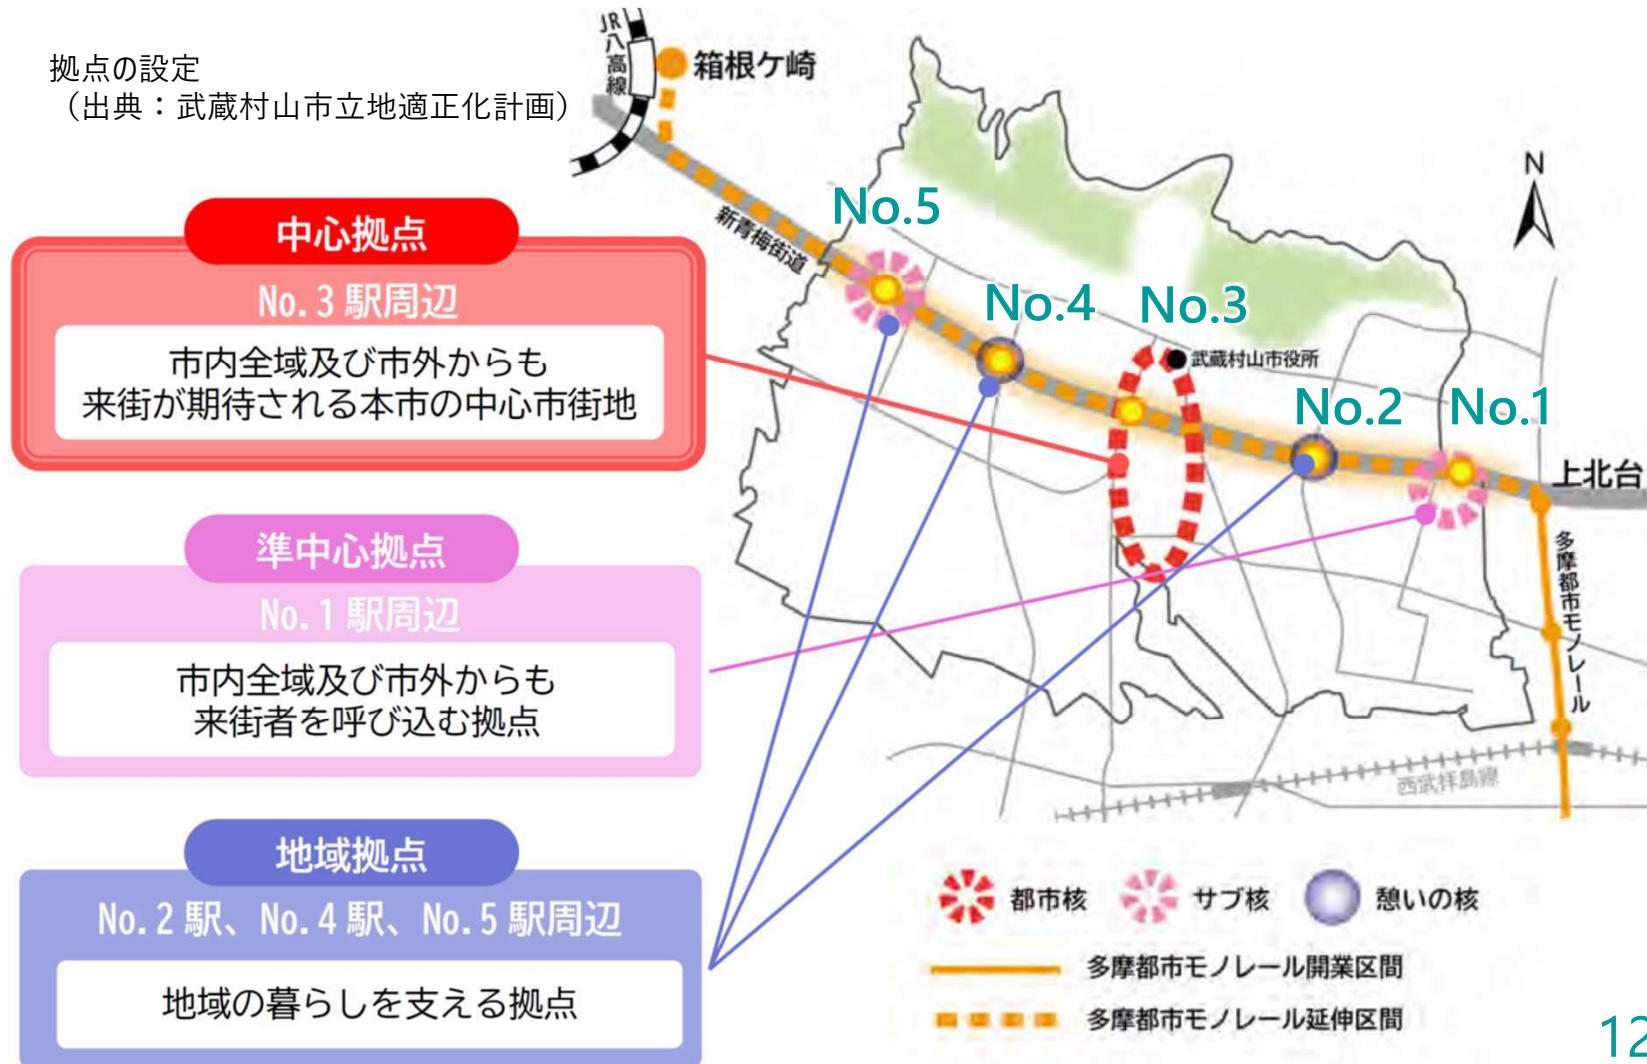 拠点の設定
（出典：武蔵村山市立地適正化計画）
中心拠点
No.3 駅周辺
市内全域及び市外からも
来街が期待される本市の中心市街地
準中心拠点
No.1 駅周辺
市内全域及び市外からも
来街者を呼び込む拠点
地域拠点
No.2 駅、No.4 駅、No.5 駅周辺
地域の暮らしを支える拠点
JR八高線
箱根ケ崎
新青梅街道
No.5
No.4
No.3
武蔵村山市役所
No.2
No.1
N
上北台
多摩都市モノレール
西武拝島線
都市核
サブ核
憩いの核
多摩都市モノレール開業区間
多摩都市モノレール延伸区間
12